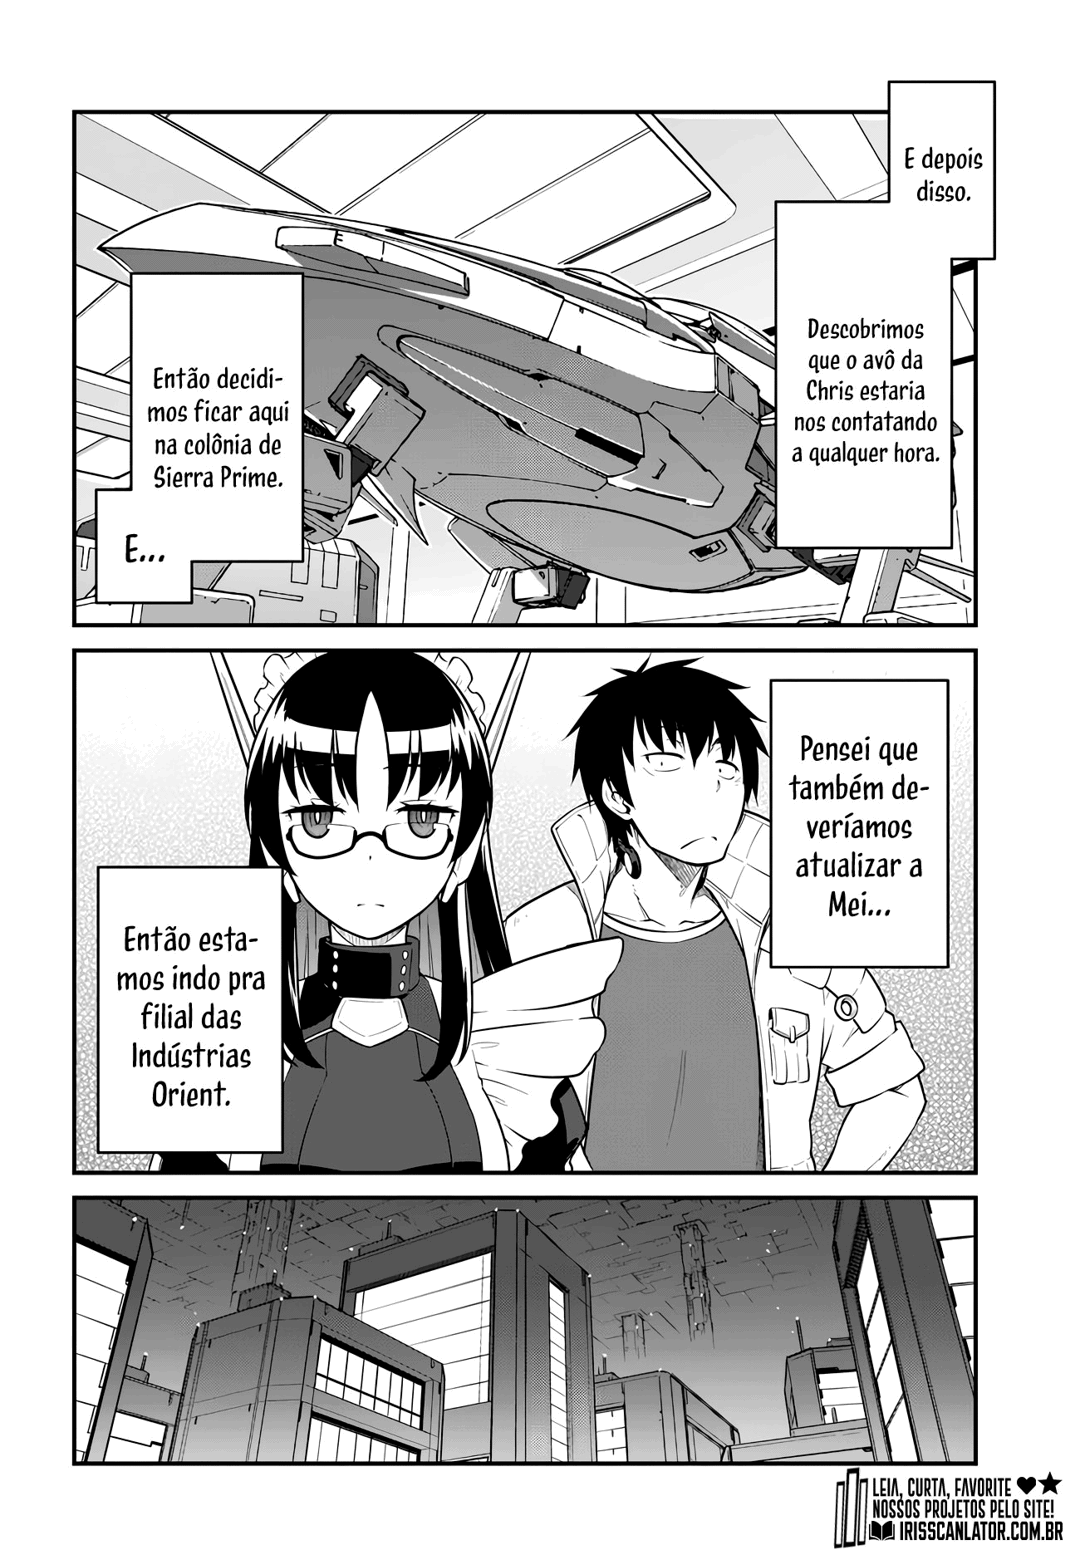 E depois
disso.
Descobrimos
que o avô da
Chris estaria
nos contatando
a qualquer hora.
Então decidi-
mos ficar aqui
na colônia de
Sierra Prime.
E...
Pensei que
também de-
veríamos
atualizar a
Mei...
Então esta-
mos indo pra
filial das
Indústrias
Orient.
LEIA, CURTA, FAVORITE ♥★
NOSSOS PROJETOS PELO SITE!
IRISSCANLATOR.COM.BR